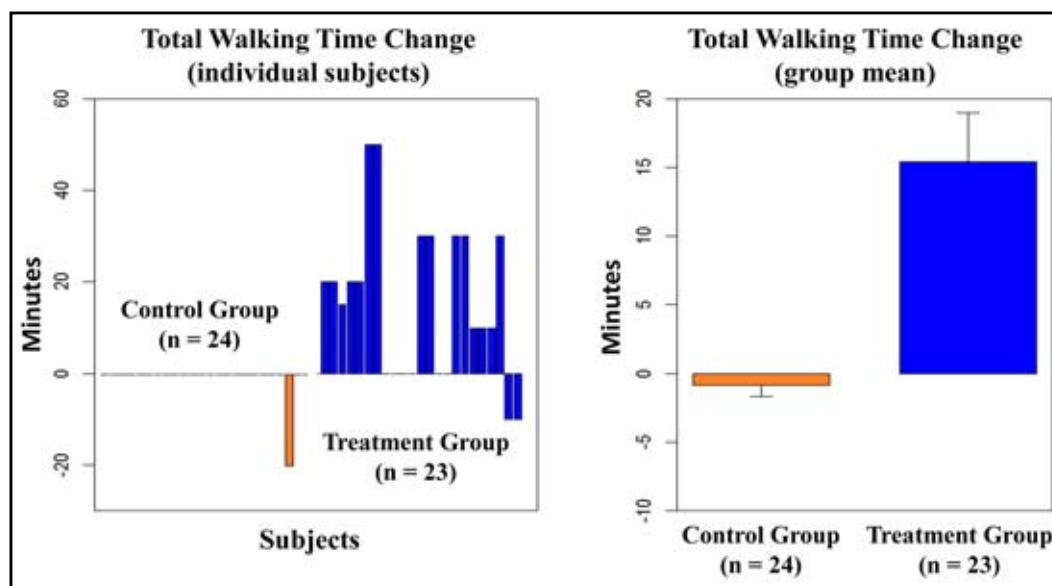 Total Walking Time Change
(individual subjects)
Minutes
60
40
20
0
-20
Control Group
(n = 24)
Treatment Group
(n = 23)
Subjects
Total Walking Time Change
(group mean)
Minutes
20
15
10
5
0
-5
-10
Control Group
(n = 24)
Treatment Group
(n = 23)